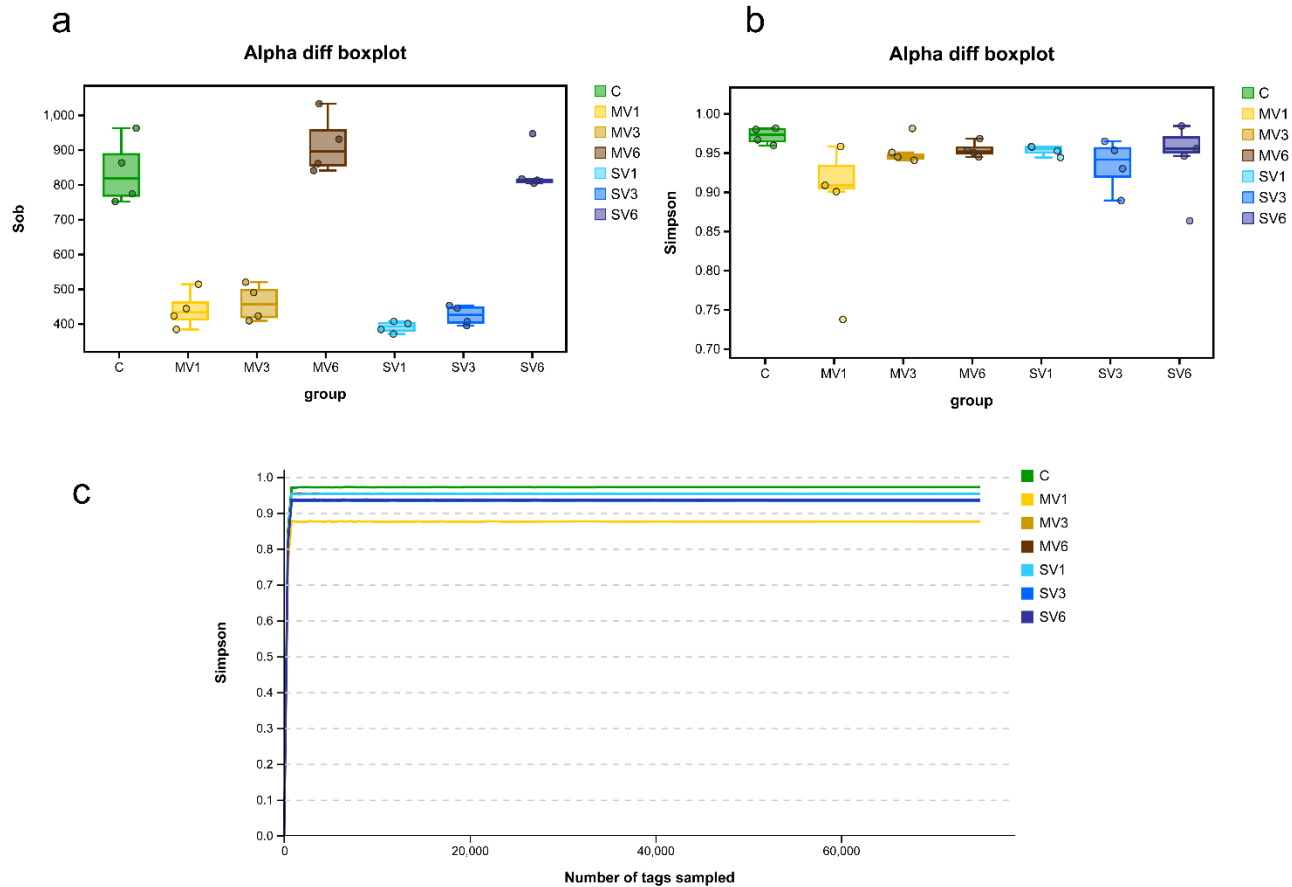 a
Alpha diff boxplot
Sob
1,000
900
800
700
600
500
400
C
MV1
MV3
MV6
SV1
SV3
SV6
group
C
MV1
MV3
MV6
SV1
SV3
SV6
b
Alpha diff boxplot
Simpson
1.00
0.95
0.90
0.85
0.80
0.75
0.70
C
MV1
MV3
MV6
SV1
SV3
SV6
group
C
MV1
MV3
MV6
SV1
SV3
SV6
c
Simpson
1.0
0.9
0.8
0.7
0.6
0.5
0.4
0.3
0.2
0.1
0.0
0
20,000
40,000
60,000
Number of tags sampled
C
MV1
MV3
MV6
SV1
SV3
SV6